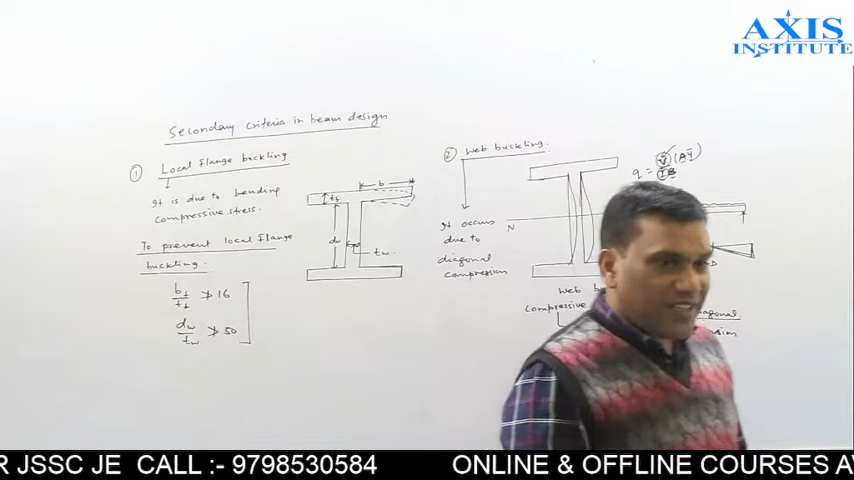 AXIS
INSTITUTE
Secondary criteria in beam design
1 Local flange buckling
It is due to bending
compressive stress.
To prevent local flange
buckling.
bf/tf ≯ 16
dw/tw ≯ 50
b
tf
dw
tw
2 web buckling.
It occurs
due to
diagonal
compression
N
web
compressive
q =
(Aȳ)
diagonal
R JSSC JE CALL :- 9798530584
ONLINE & OFFLINE COURSES AV